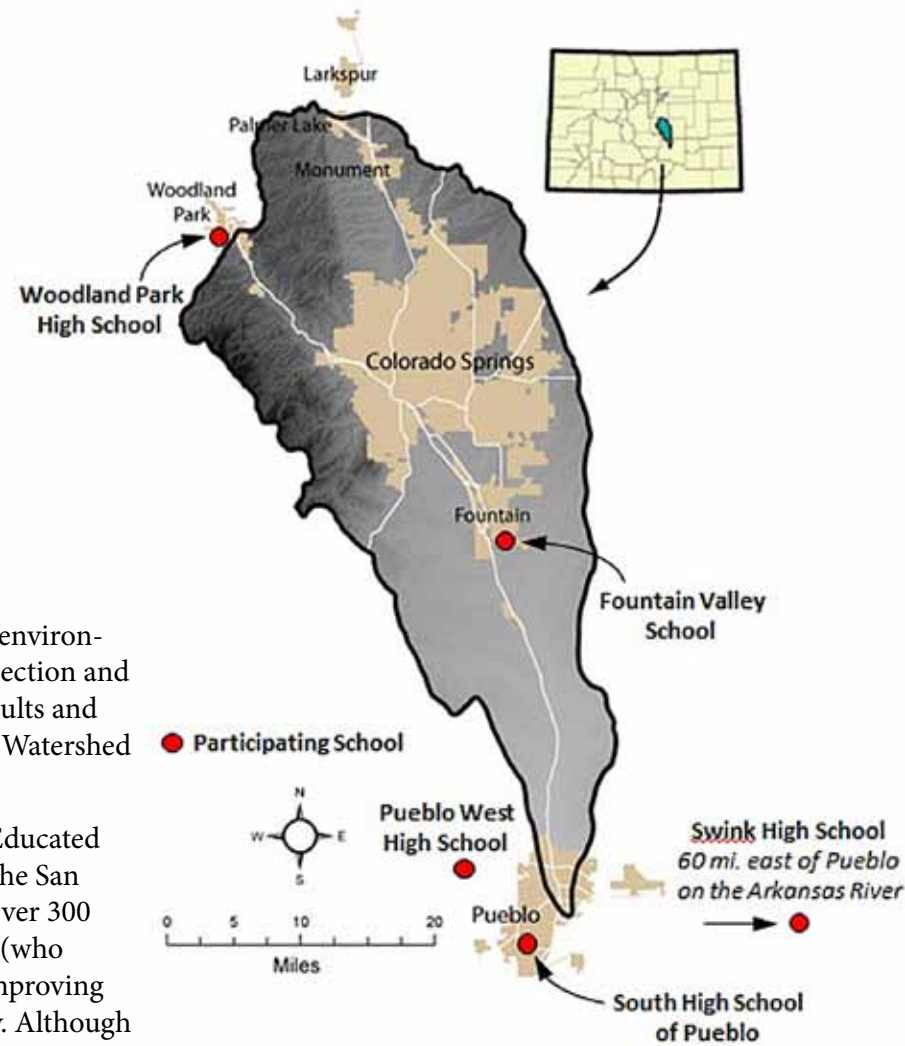 Larkspur
Palmer Lake
Monument
Woodland
Park
Woodland Park
High School
Colorado Springs
Fountain
Fountain Valley
School
environ-
ection and
ults and
Watershed
Participating School
Educated
he San
ver 300
(who
mproving
. Although
N
W
E
S
0
5
10
20
Miles
Pueblo West
High School
Swink High School
60 mi. east of Pueblo
on the Arkansas River
Pueblo
South High School
of Pueblo